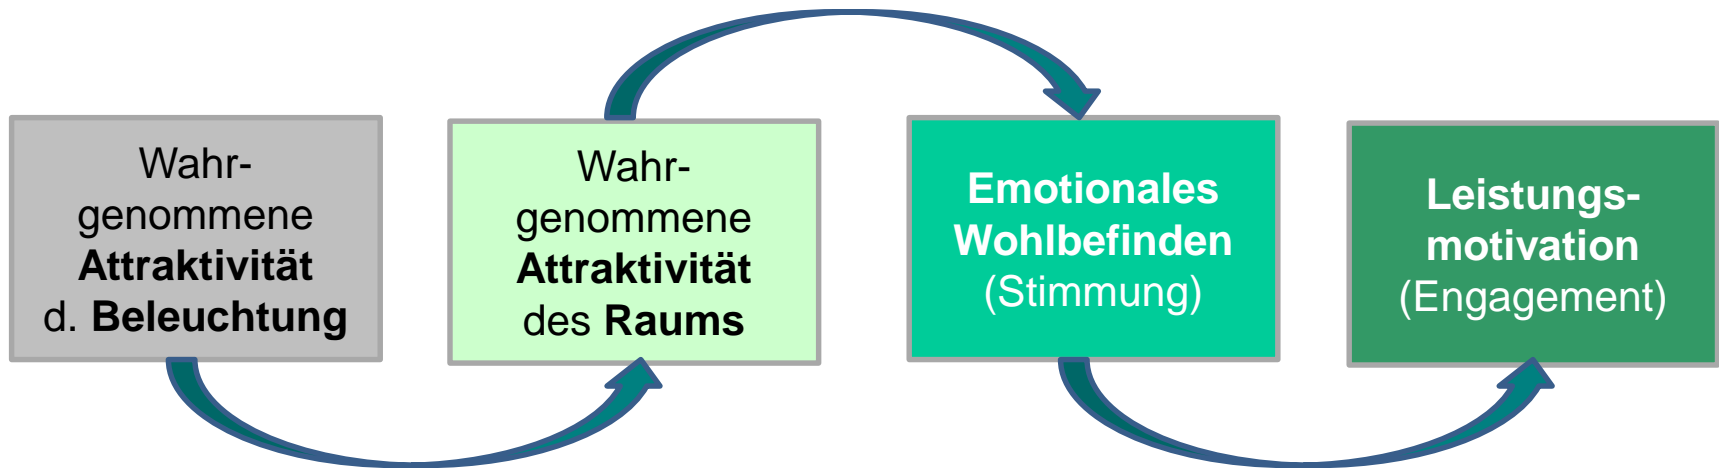 Wahr-
genommene
Attraktivität
d. Beleuchtung
Wahr-
genommene
Attraktivität
des Raums
Emotionales
Wohlbefinden
(Stimmung)
Leistungs-
motivation
(Engagement)